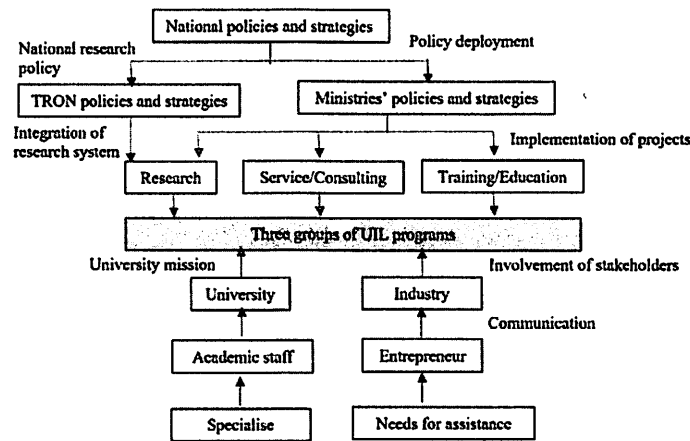 National policies and strategies
National research
policy
Policy deployment
TRON policies and strategies
Ministries' policies and strategies
Integration of
research system
Implementation of projects
Research
Service/Consulting
Training/Education
Three groups of UIL programs
University mission
Involvement of stakeholders
University
Industry
Communication
Academic staff
Entrepreneur
Specialise
Needs for assistance